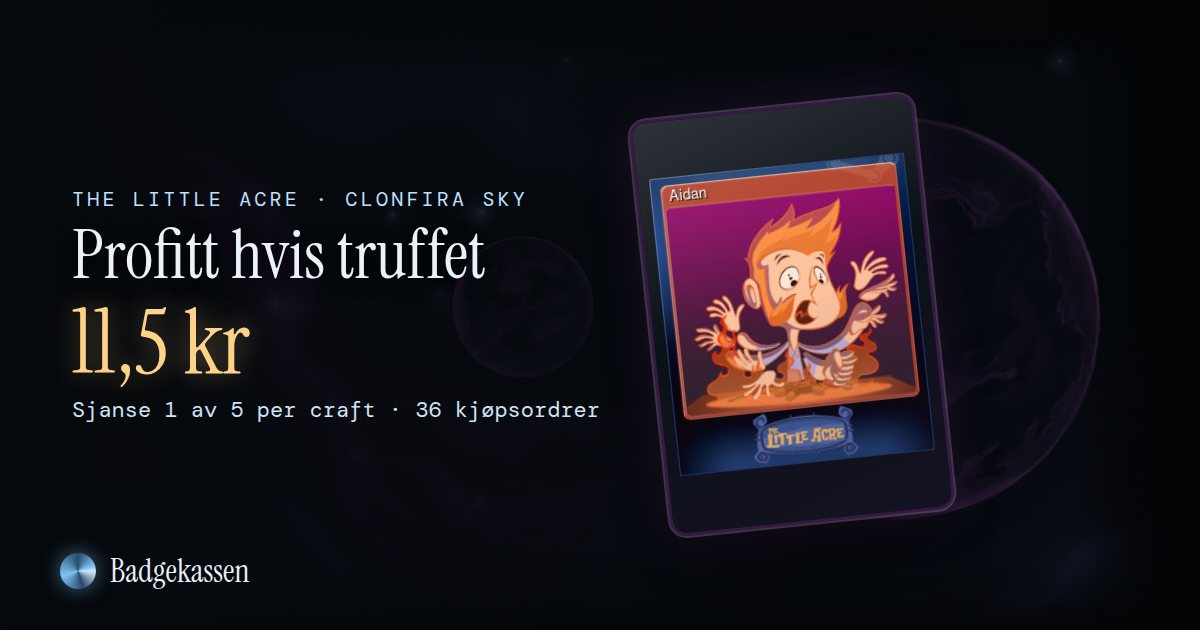 THE LITTLE ACRE · CLONFIRA SKY
Profitt hvis truffet
11,5 kr
Sjanse 1 av 5 per craft · 36 kjøpsordrer
Badgekassen
Aidan
THE
LITTLE ACRE